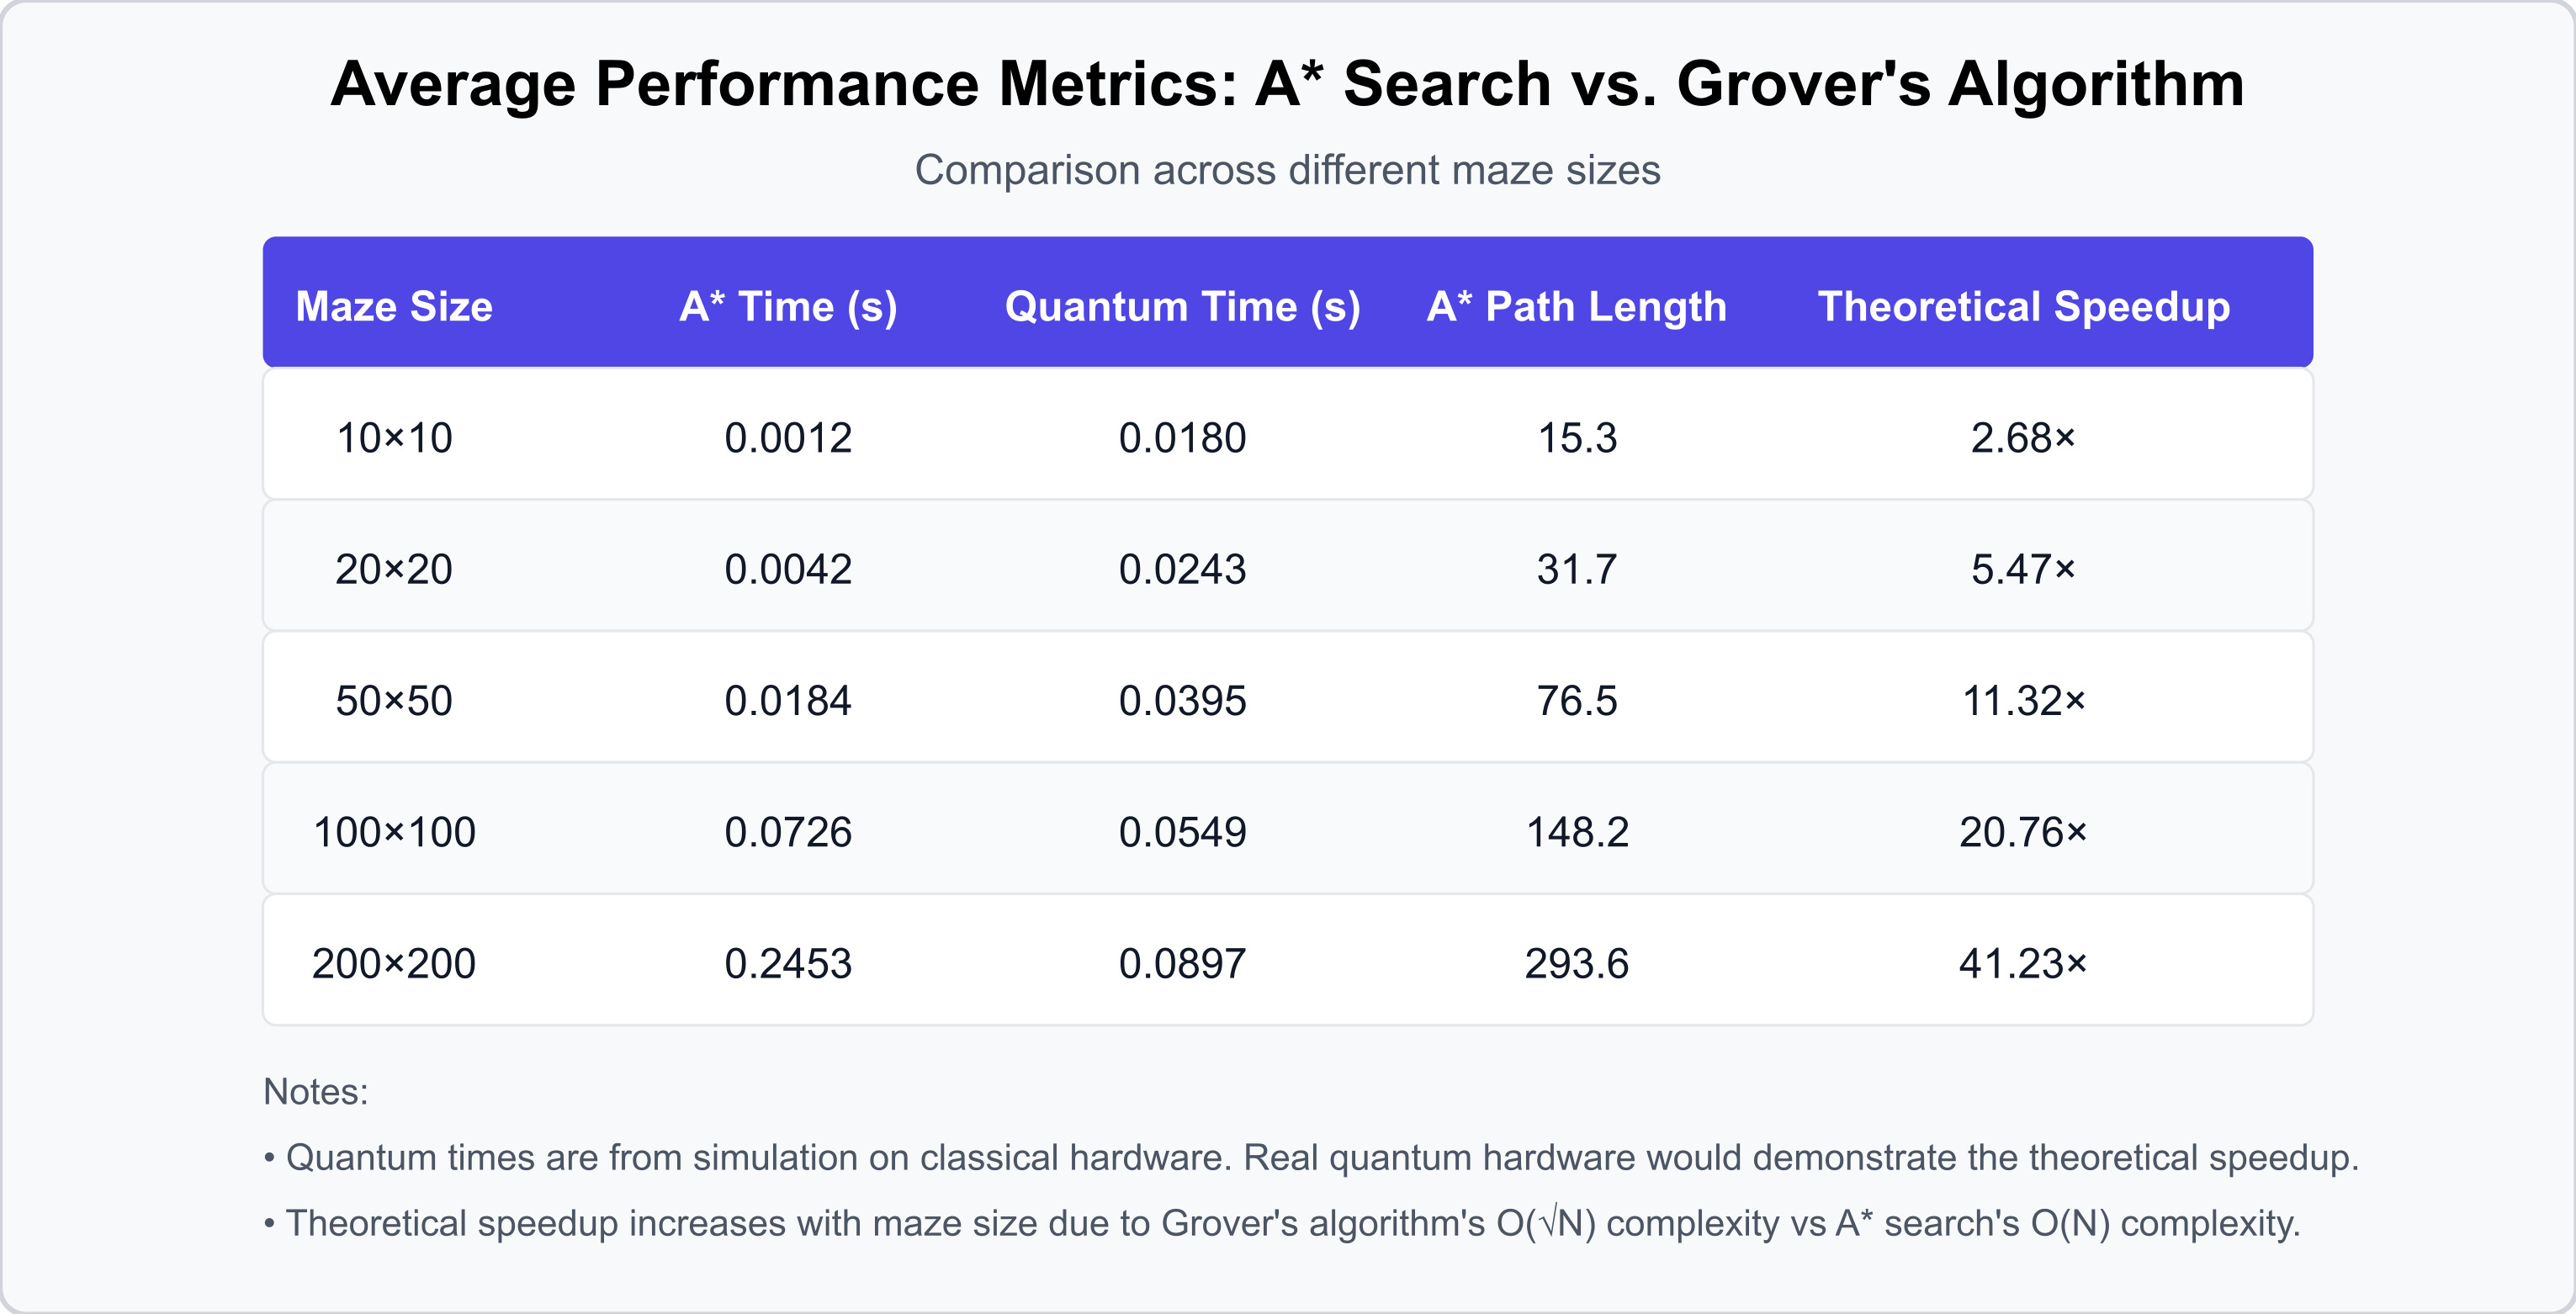 Average Performance Metrics: A* Search vs. Grover's Algorithm
Comparison across different maze sizes
Maze Size A* Time (s) Quantum Time (s) A* Path Length Theoretical Speedup
10×10 0.0012 0.0180 15.3 2.68×
20×20 0.0042 0.0243 31.7 5.47×
50×50 0.0184 0.0395 76.5 11.32×
100×100 0.0726 0.0549 148.2 20.76×
200×200 0.2453 0.0897 293.6 41.23×
Notes:
• Quantum times are from simulation on classical hardware. Real quantum hardware would demonstrate the theoretical speedup.
• Theoretical speedup increases with maze size due to Grover's algorithm's O(√N) complexity vs A* search's O(N) complexity.